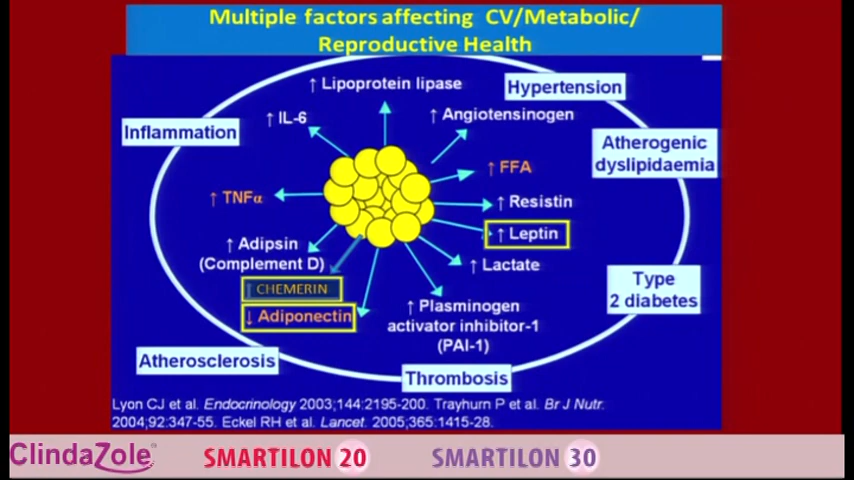 Multiple factors affecting CV/Metabolic/
Reproductive Health
↑ Lipoprotein lipase
Hypertension
↑ IL-6
↑ Angiotensinogen
Inflammation
Atherogenic
dyslipidaemia
↑ FFA
↑ TNFα
↑ Resistin
↑ Leptin
↑ Adipsin
(Complement D)
↑ Lactate
Type
2 diabetes
↑ CHEMERIN
↓ Adiponectin
↑ Plasminogen
activator inhibitor-1
(PAI-1)
Atherosclerosis
Thrombosis
Lyon CJ et al. Endocrinology 2003;144:2195-200. Trayhurn P et al. Br J Nutr.
2004;92:347-55. Eckel RH et al. Lancet. 2005;365:1415-28.
ClindaZole SMARTILON 20 SMARTILON 30